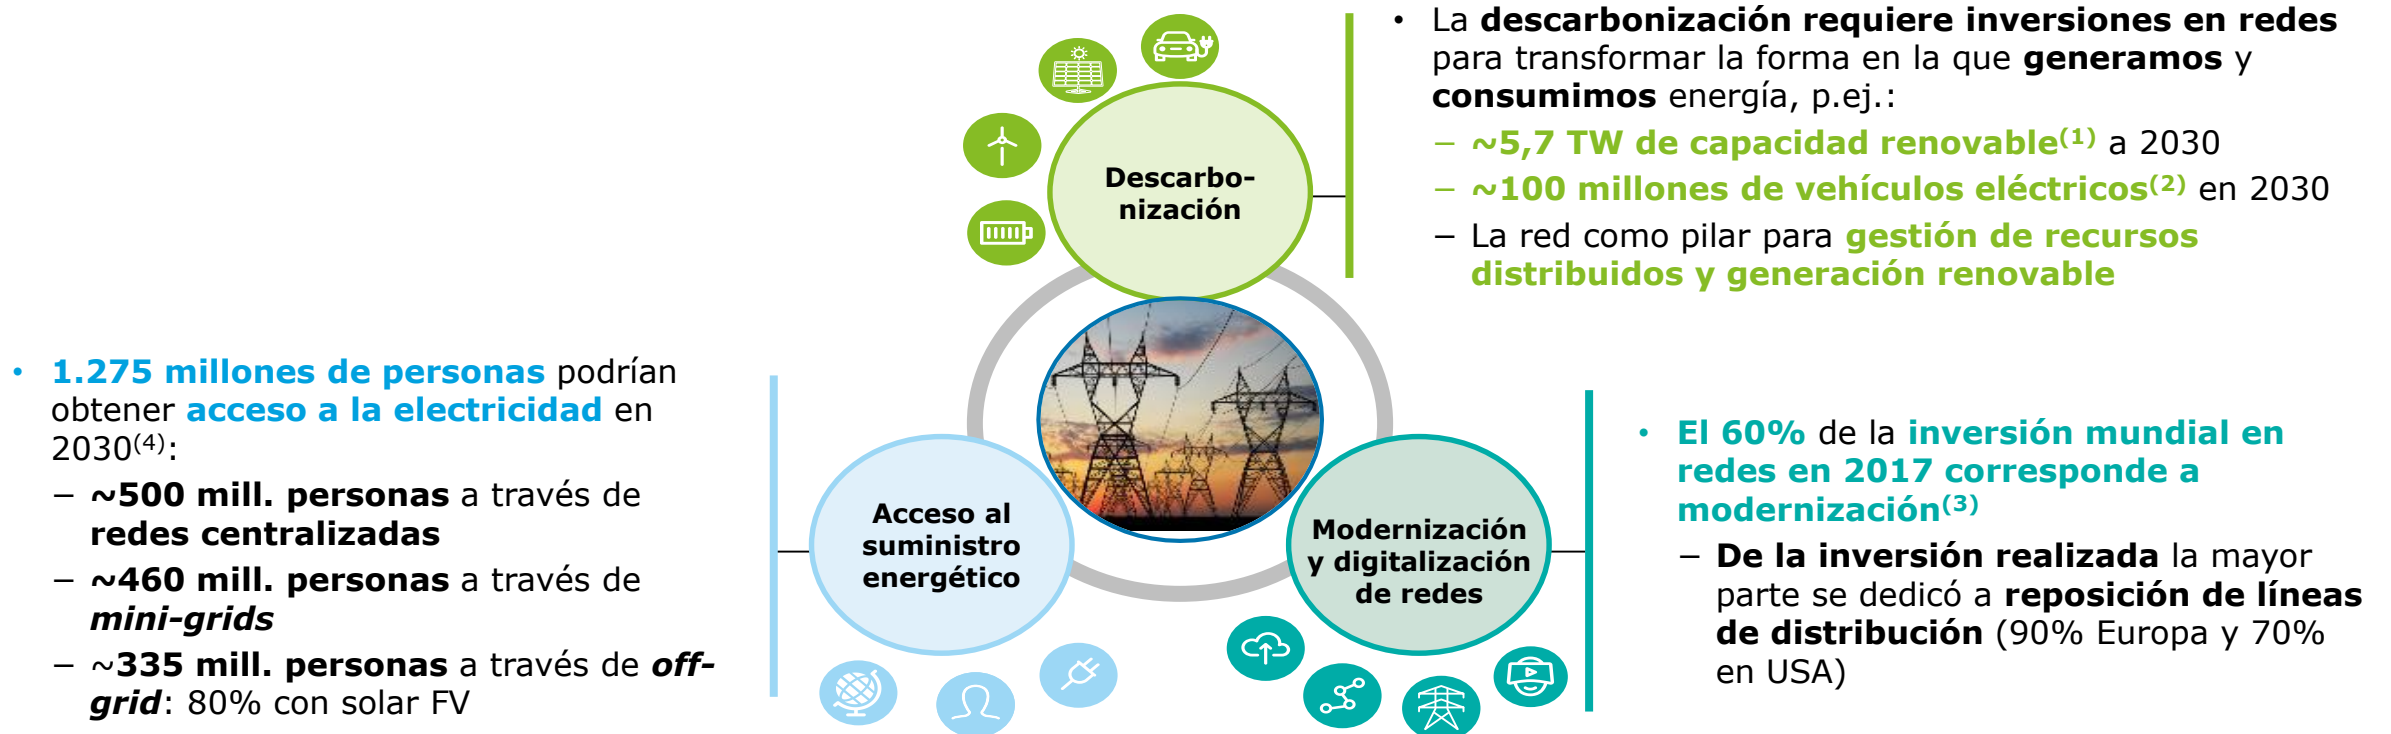 • La descarbonización requiere inversiones en redes
para transformar la forma en la que generamos y
consumimos energía, p.ej.:
– ~5,7 TW de capacidad renovable(1) a 2030
– ~100 millones de vehículos eléctricos(2) en 2030
– La red como pilar para gestión de recursos
distribuidos y generación renovable
Descarbo-
nización
• 1.275 millones de personas podrían
obtener acceso a la electricidad en
2030(4):
– ~500 mill. personas a través de
redes centralizadas
– ~460 mill. personas a través de
mini-grids
– ~335 mill. personas a través de off-
grid: 80% con solar FV
Acceso al
suministro
energético
Modernización
y digitalización
de redes
• El 60% de la inversión mundial en
redes en 2017 corresponde a
modernización(3)
– De la inversión realizada la mayor
parte se dedicó a reposición de líneas
de distribución (90% Europa y 70%
en USA)